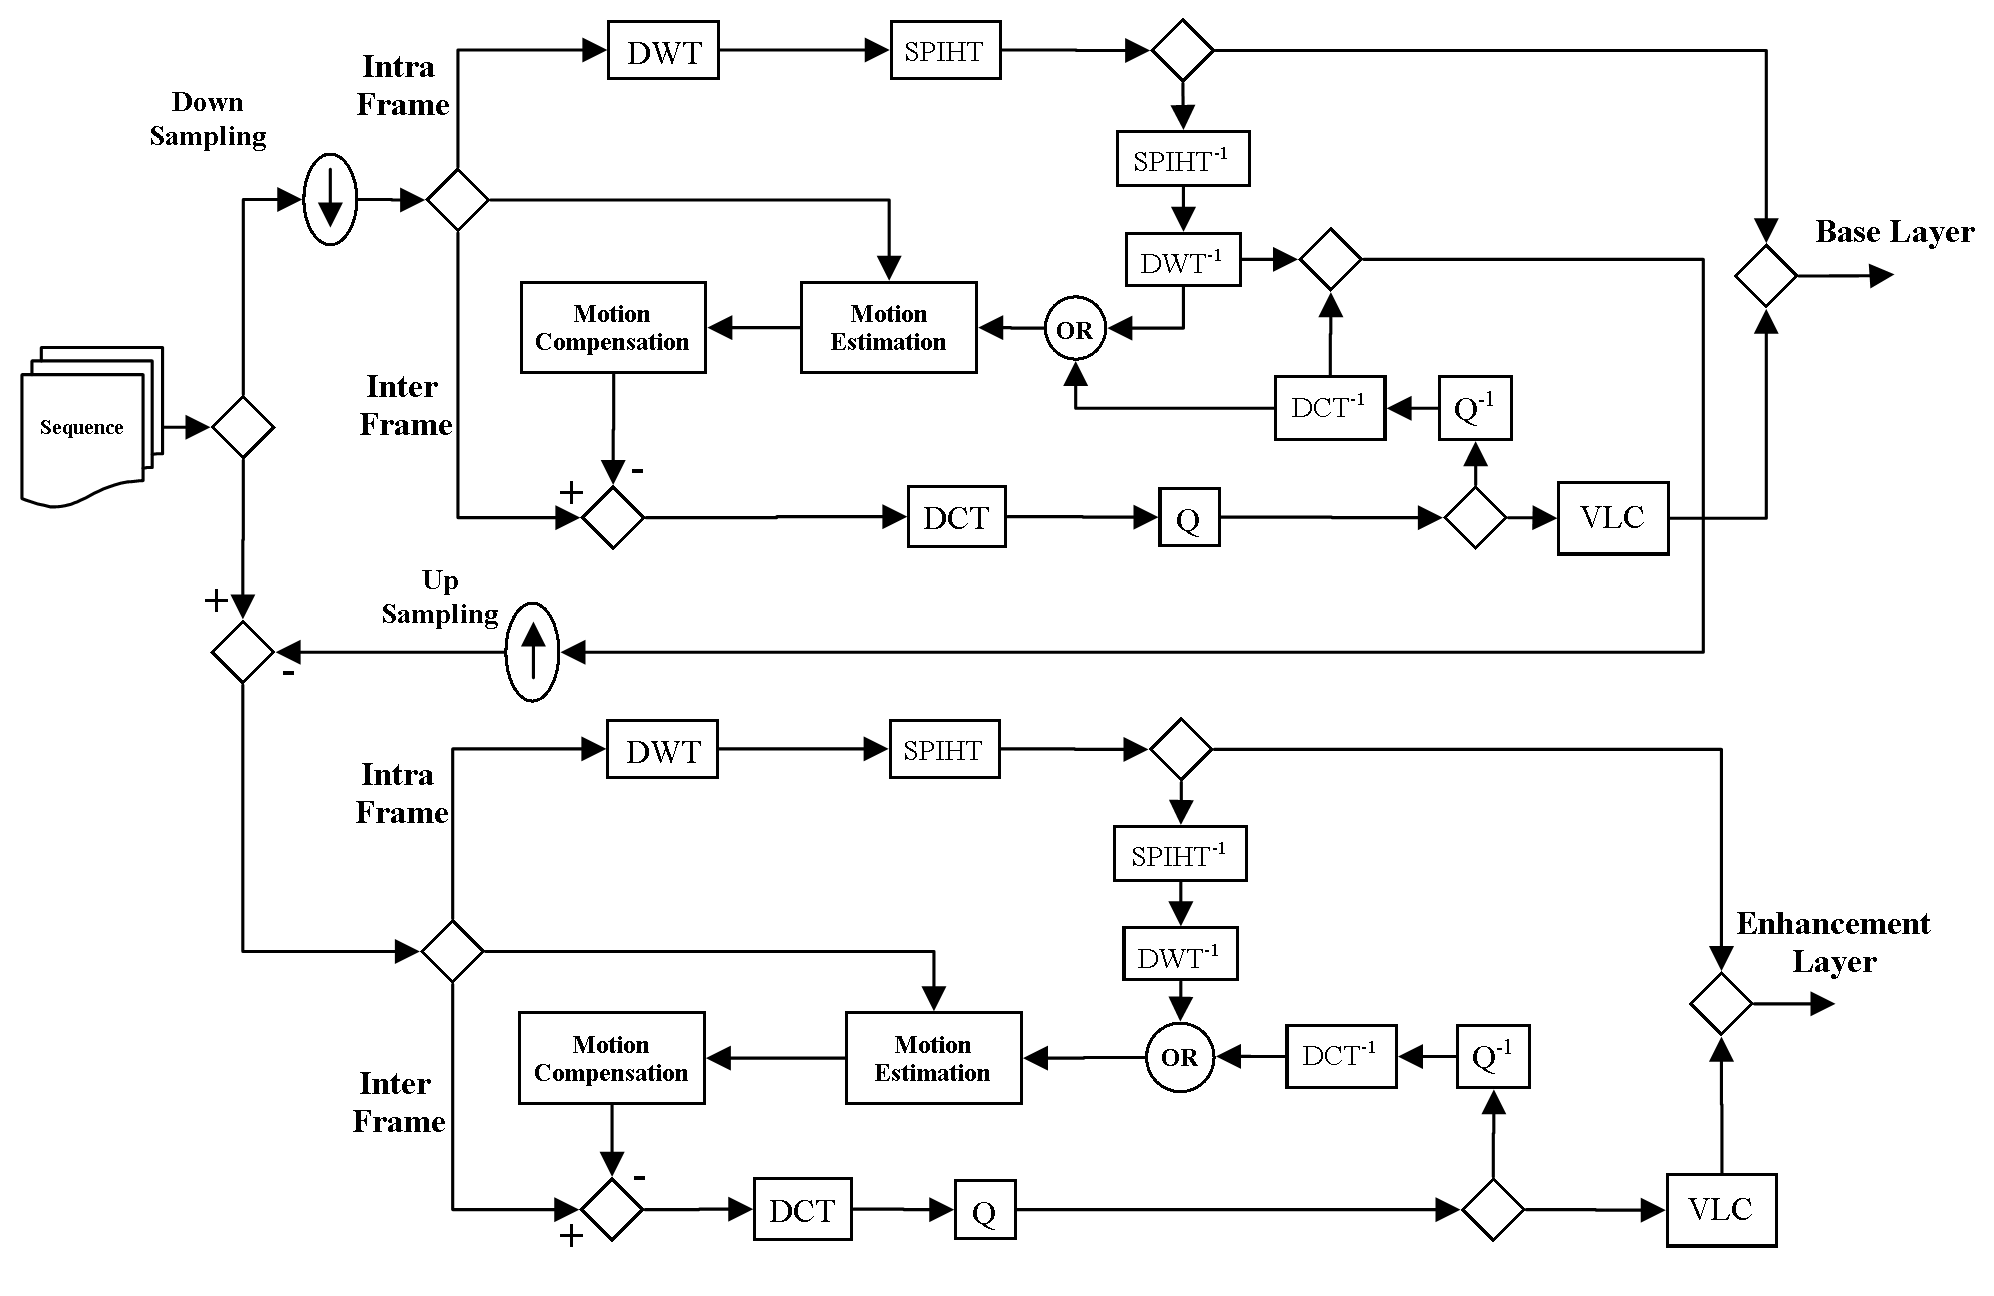 DWT
SPIHT
Intra
Frame
Down
Sampling
SPIHT-1
DWT-1
Base Layer
Motion
Compensation
Motion
Estimation
OR
Inter
Frame
DCT-1
Q-1
Sequence
-
+
DCT
Q
VLC
Up
Sampling
+
-
DWT
SPIHT
Intra
Frame
SPIHT-1
DWT-1
Enhancement
Layer
Motion
Compensation
Motion
Estimation
OR
DCT-1
Q-1
Inter
Frame
-
+
DCT
Q
VLC